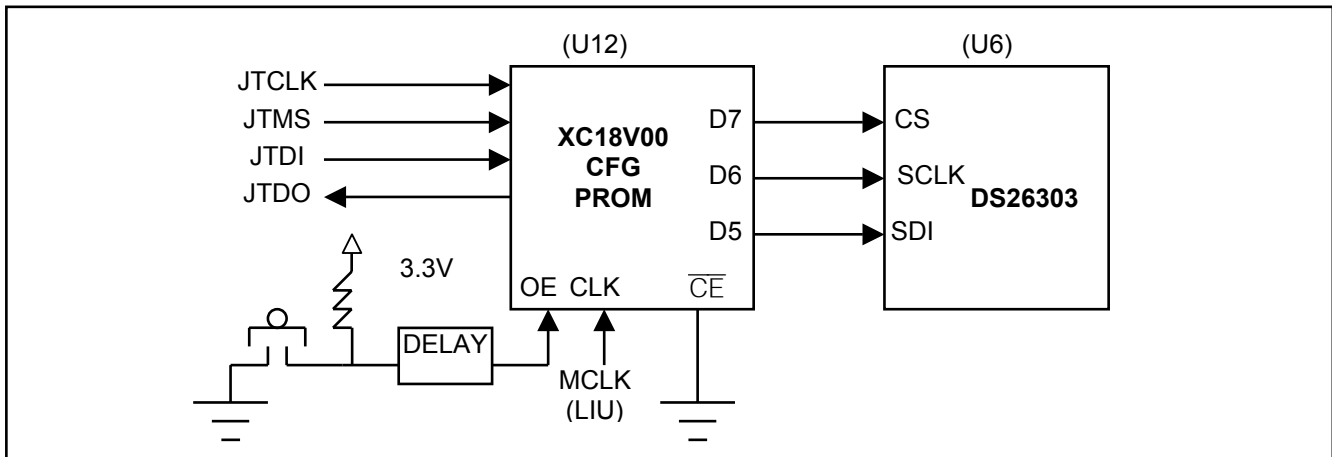 (U12)
(U6)
JTCLK
JTMS
JTDI
JTDO
XC18V00
CFG
PROM
D7
D6
D5
CS
SCLK
SDI
DS26303
3.3V
OE CLK
CE
DELAY
MCLK
(LIU)